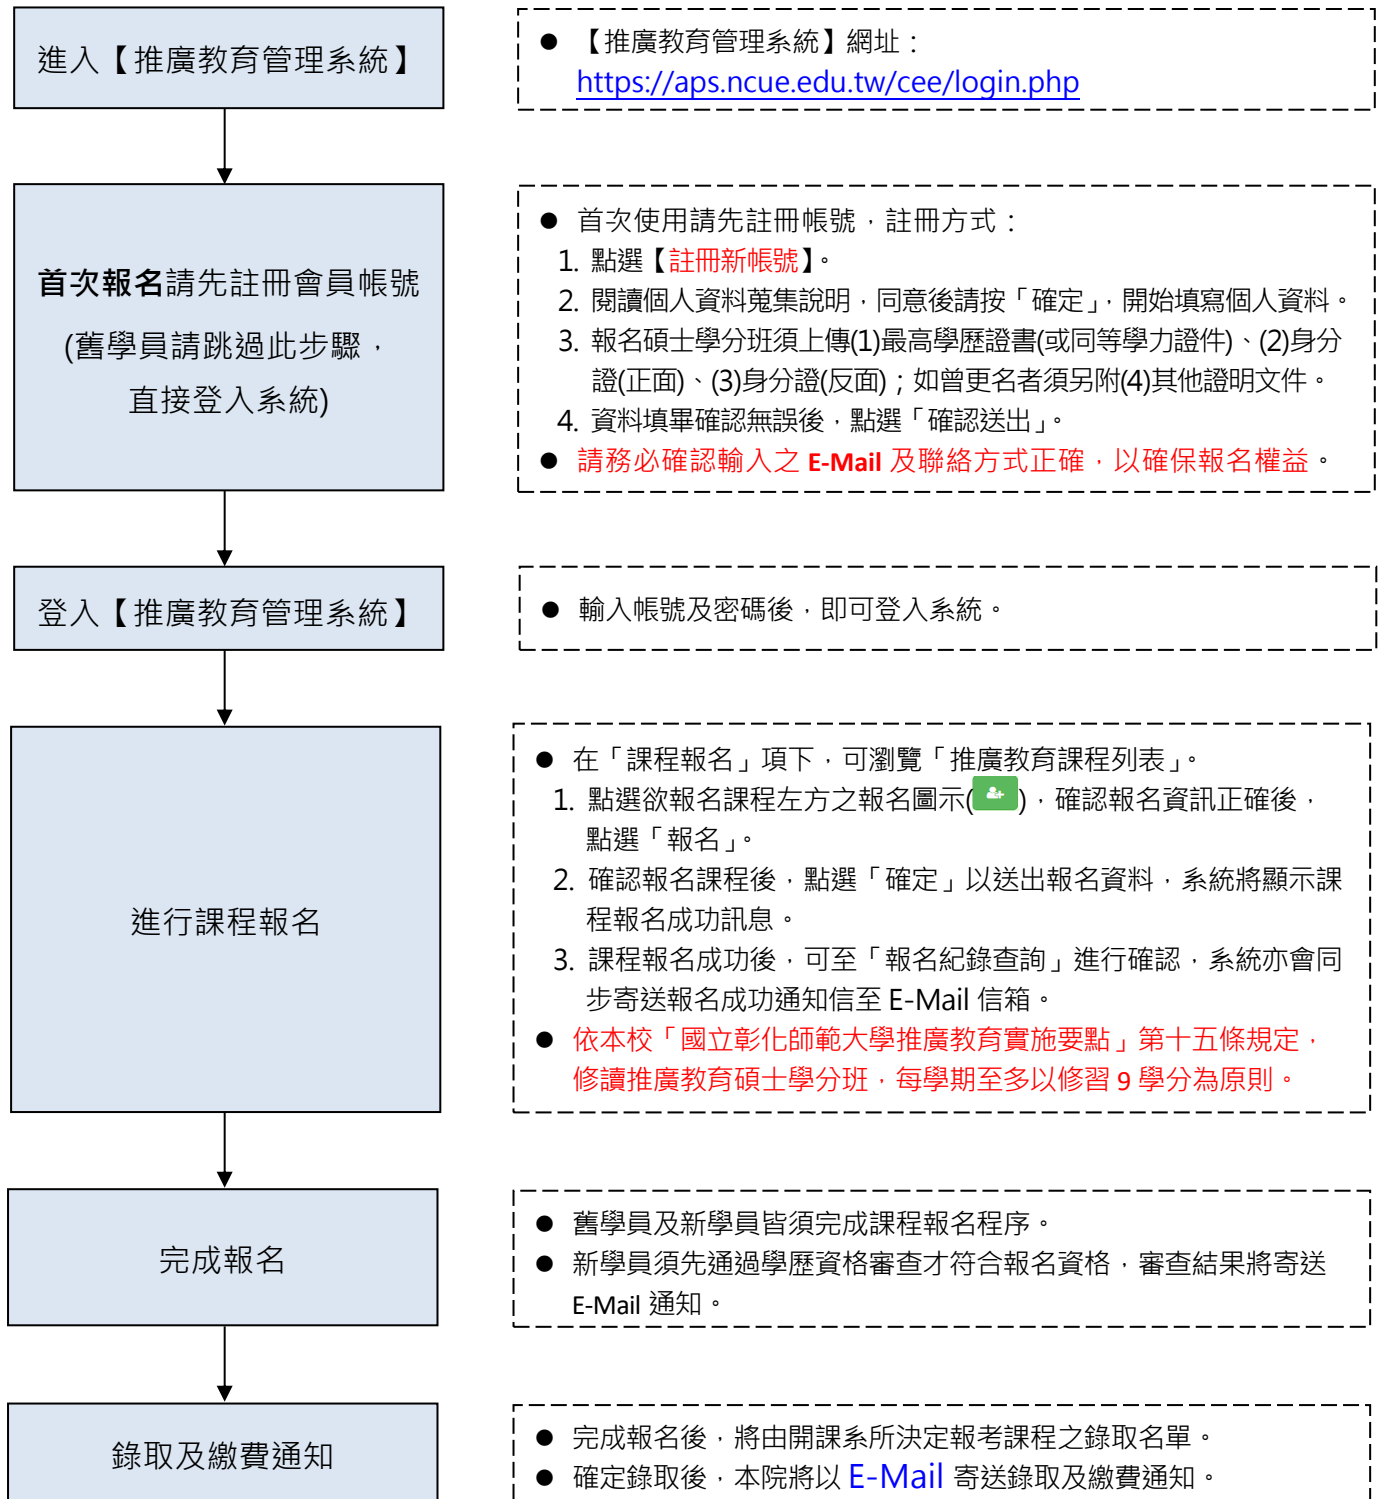 進入【推廣教育管理系統】
● 【推廣教育管理系統】網址：
https://aps.ncue.edu.tw/cee/login.php
首次報名請先註冊會員帳號
(舊學員請跳過此步驟，
直接登入系統)
● 首次使用請先註冊帳號，註冊方式：
1. 點選【註冊新帳號】。
2. 閱讀個人資料蒐集說明，同意後請按「確定」，開始填寫個人資料。
3. 報名碩士學分班須上傳(1)最高學歷證書(或同等學力證件)、(2)身分
證(正面)、(3)身分證(反面)；如曾更名者須另附(4)其他證明文件。
4. 資料填畢確認無誤後，點選「確認送出」。
● 請務必確認輸入之 E-Mail 及聯絡方式正確，以確保報名權益。
登入【推廣教育管理系統】
● 輸入帳號及密碼後，即可登入系統。
進行課程報名
● 在「課程報名」項下，可瀏覽「推廣教育課程列表」。
1. 點選欲報名課程左方之報名圖示( )，確認報名資訊正確後，
點選「報名」。
2. 確認報名課程後，點選「確定」以送出報名資料，系統將顯示課
程報名成功訊息。
3. 課程報名成功後，可至「報名紀錄查詢」進行確認，系統亦會同
步寄送報名成功通知信至 E-Mail 信箱。
● 依本校「國立彰化師範大學推廣教育實施要點」第十五條規定，
修讀推廣教育碩士學分班，每學期至多以修習 9 學分為原則。
完成報名
● 舊學員及新學員皆須完成課程報名程序。
● 新學員須先通過學歷資格審查才符合報名資格，審查結果將寄送
E-Mail 通知。
錄取及繳費通知
● 完成報名後，將由開課系所決定報考課程之錄取名單。
● 確定錄取後，本院將以 E-Mail 寄送錄取及繳費通知。